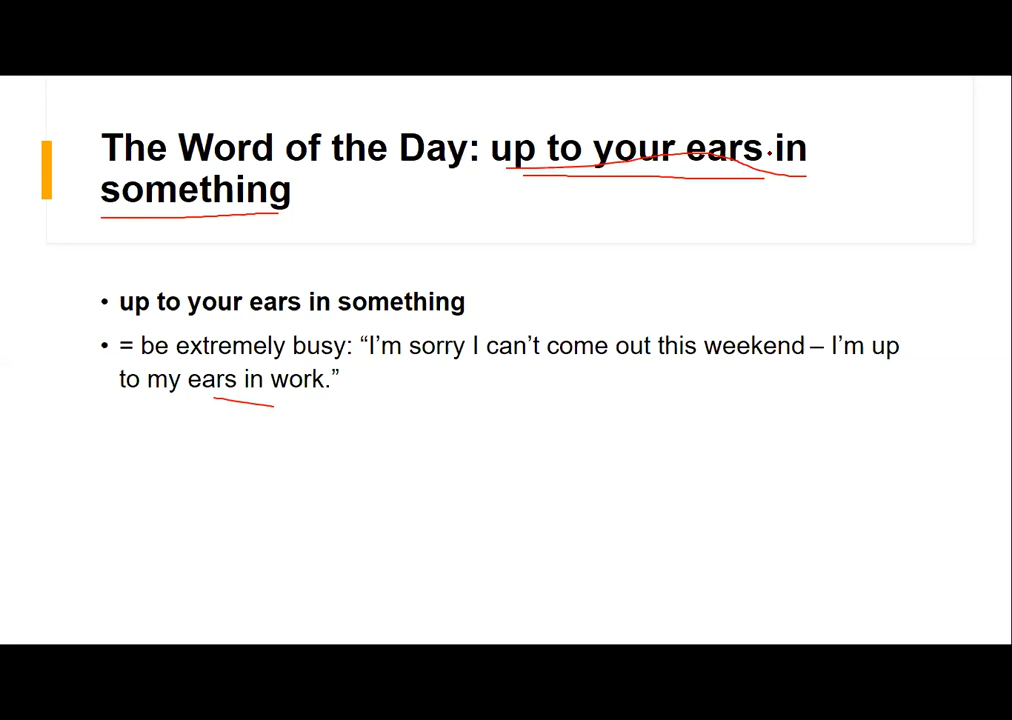 The Word of the Day: up to your ears in
something
• up to your ears in something
• = be extremely busy: “I’m sorry I can’t come out this weekend – I’m up
to my ears in work.”